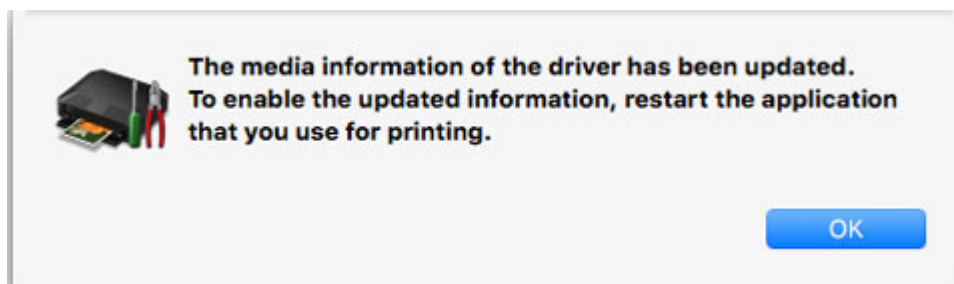 The media information of the driver has been updated.
To enable the updated information, restart the application
that you use for printing.
OK